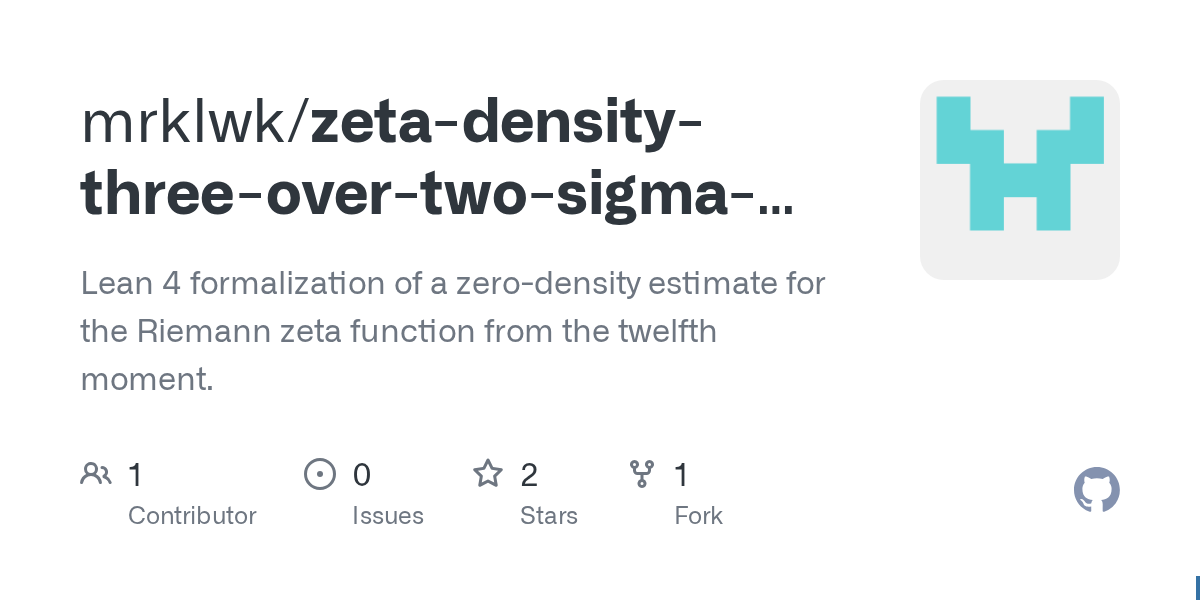 mrklwk/zeta-density-
three-over-two-sigma-...
Lean 4 formalization of a zero-density estimate for
the Riemann zeta function from the twelfth
moment.
1
Contributor
0
Issues
2
Stars
1
Fork